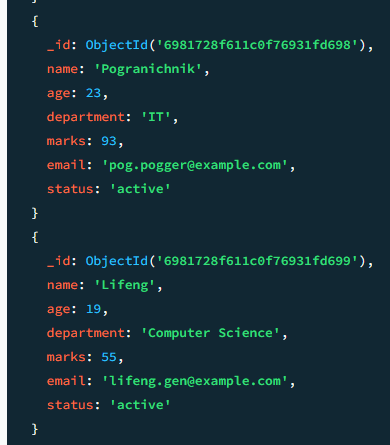 }
{
_id: ObjectId('6981728f611c0f76931fd698'),
name: 'Pogranichnik',
age: 23,
department: 'IT',
marks: 93,
email: 'pog.pogger@example.com',
status: 'active'
}
{
_id: ObjectId('6981728f611c0f76931fd699'),
name: 'Lifeng',
age: 19,
department: 'Computer Science',
marks: 55,
email: 'lifeng.gen@example.com',
status: 'active'
}